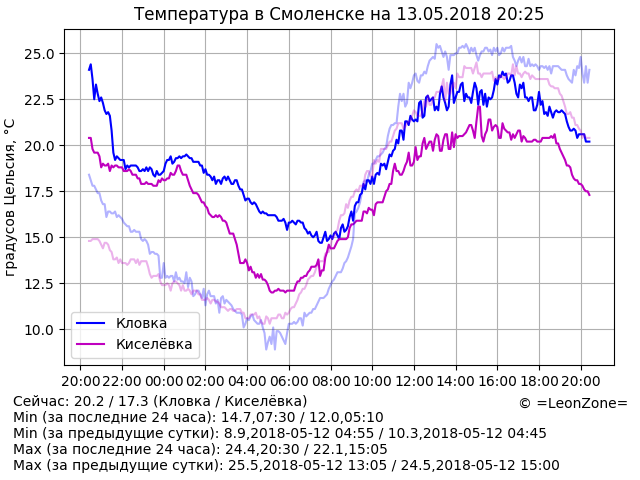 Температура в Смоленске на 13.05.2018 20:25
градусов Цельсия, °C
25.0
22.5
20.0
17.5
15.0
12.5
10.0
Кловка
Киселёвка
20:00 22:00 00:00 02:00 04:00 06:00 08:00 10:00 12:00 14:00 16:00 18:00 20:00
Сейчас: 20.2 / 17.3 (Кловка / Киселёвка)
© =LeonZone=
Min (за последние 24 часа): 14.7,07:30 / 12.0,05:10
Min (за предыдущие сутки): 8.9,2018-05-12 04:55 / 10.3,2018-05-12 04:45
Max (за последние 24 часа): 24.4,20:30 / 22.1,15:05
Max (за предыдущие сутки): 25.5,2018-05-12 13:05 / 24.5,2018-05-12 15:00